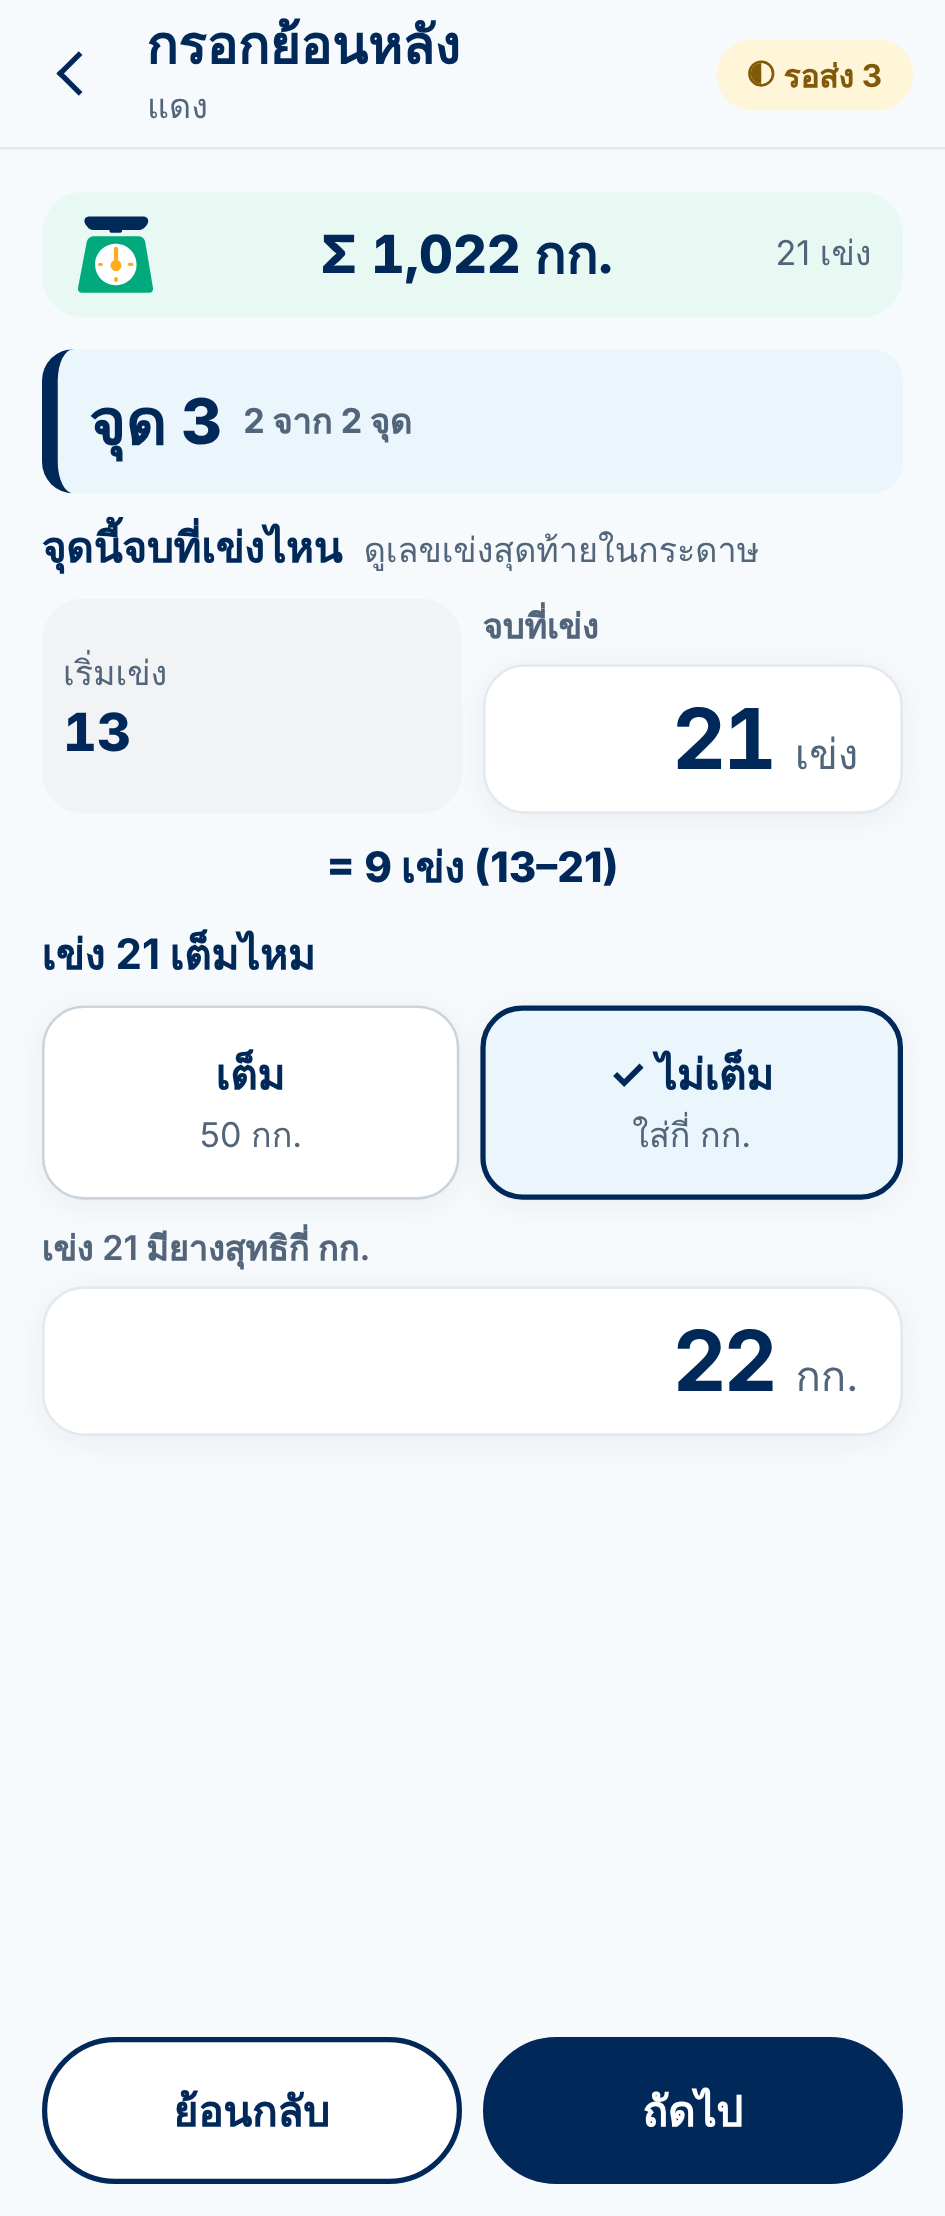 กรอกย้อนหลัง
แดง
รอส่ง 3
Σ 1,022 กก.
21 เข่ง
จุด 3 2 จาก 2 จุด
จุดนี้จบที่เข่งไหน ดูเลขเข่งสุดท้ายในกระดาษ
เริ่มเข่ง
13
จบที่เข่ง
21 เข่ง
= 9 เข่ง (13–21)
เข่ง 21 เต็มไหม
เต็ม
50 กก.
✓ ไม่เต็ม
ใส่กี่ กก.
เข่ง 21 มียางสุทธิกี่ กก.
22 กก.
ย้อนกลับ
ถัดไป